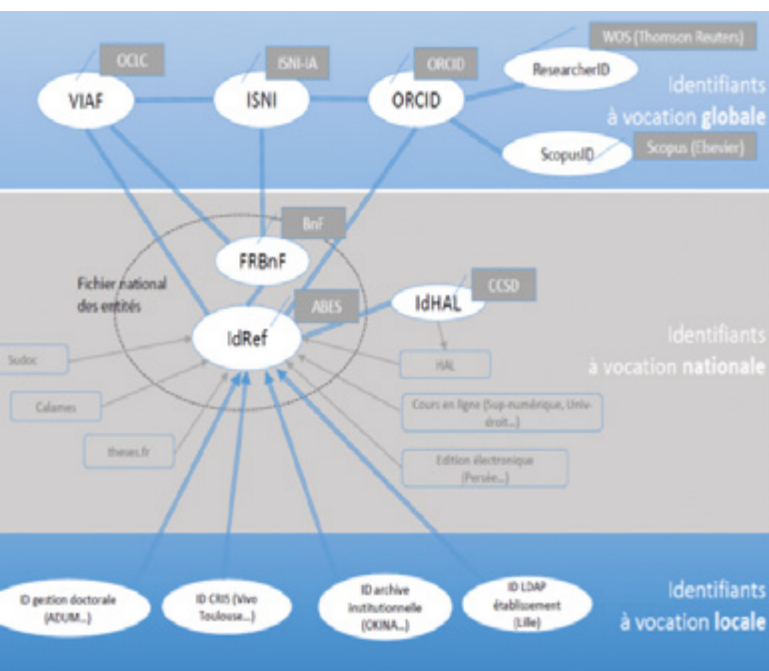 OCLC
ISNI-IA
ORCID
WOS (Thomson Reuters)
VIAF
ISNI
ORCID
ResearcherID
Identifiants
à vocation globale
ScopusID
Scopus (Elsevier)
BnF
FRBnF
Fichier national
des entités
ABES
IdHAL
CCSD
IdRef
Identifiants
à vocation nationale
Sudoc
HAL
Calames
Cours en ligne (Sup-numérique, Univ-
droit...)
theses.fr
Edition électronique
(Persée...)
ID gestion doctorale
(ADUM...)
ID CRIS (Vivo
Toulouse...)
ID archive
institutionnelle
(OKINA...)
ID LDAP
établissement
(Lille)
Identifiants
à vocation locale